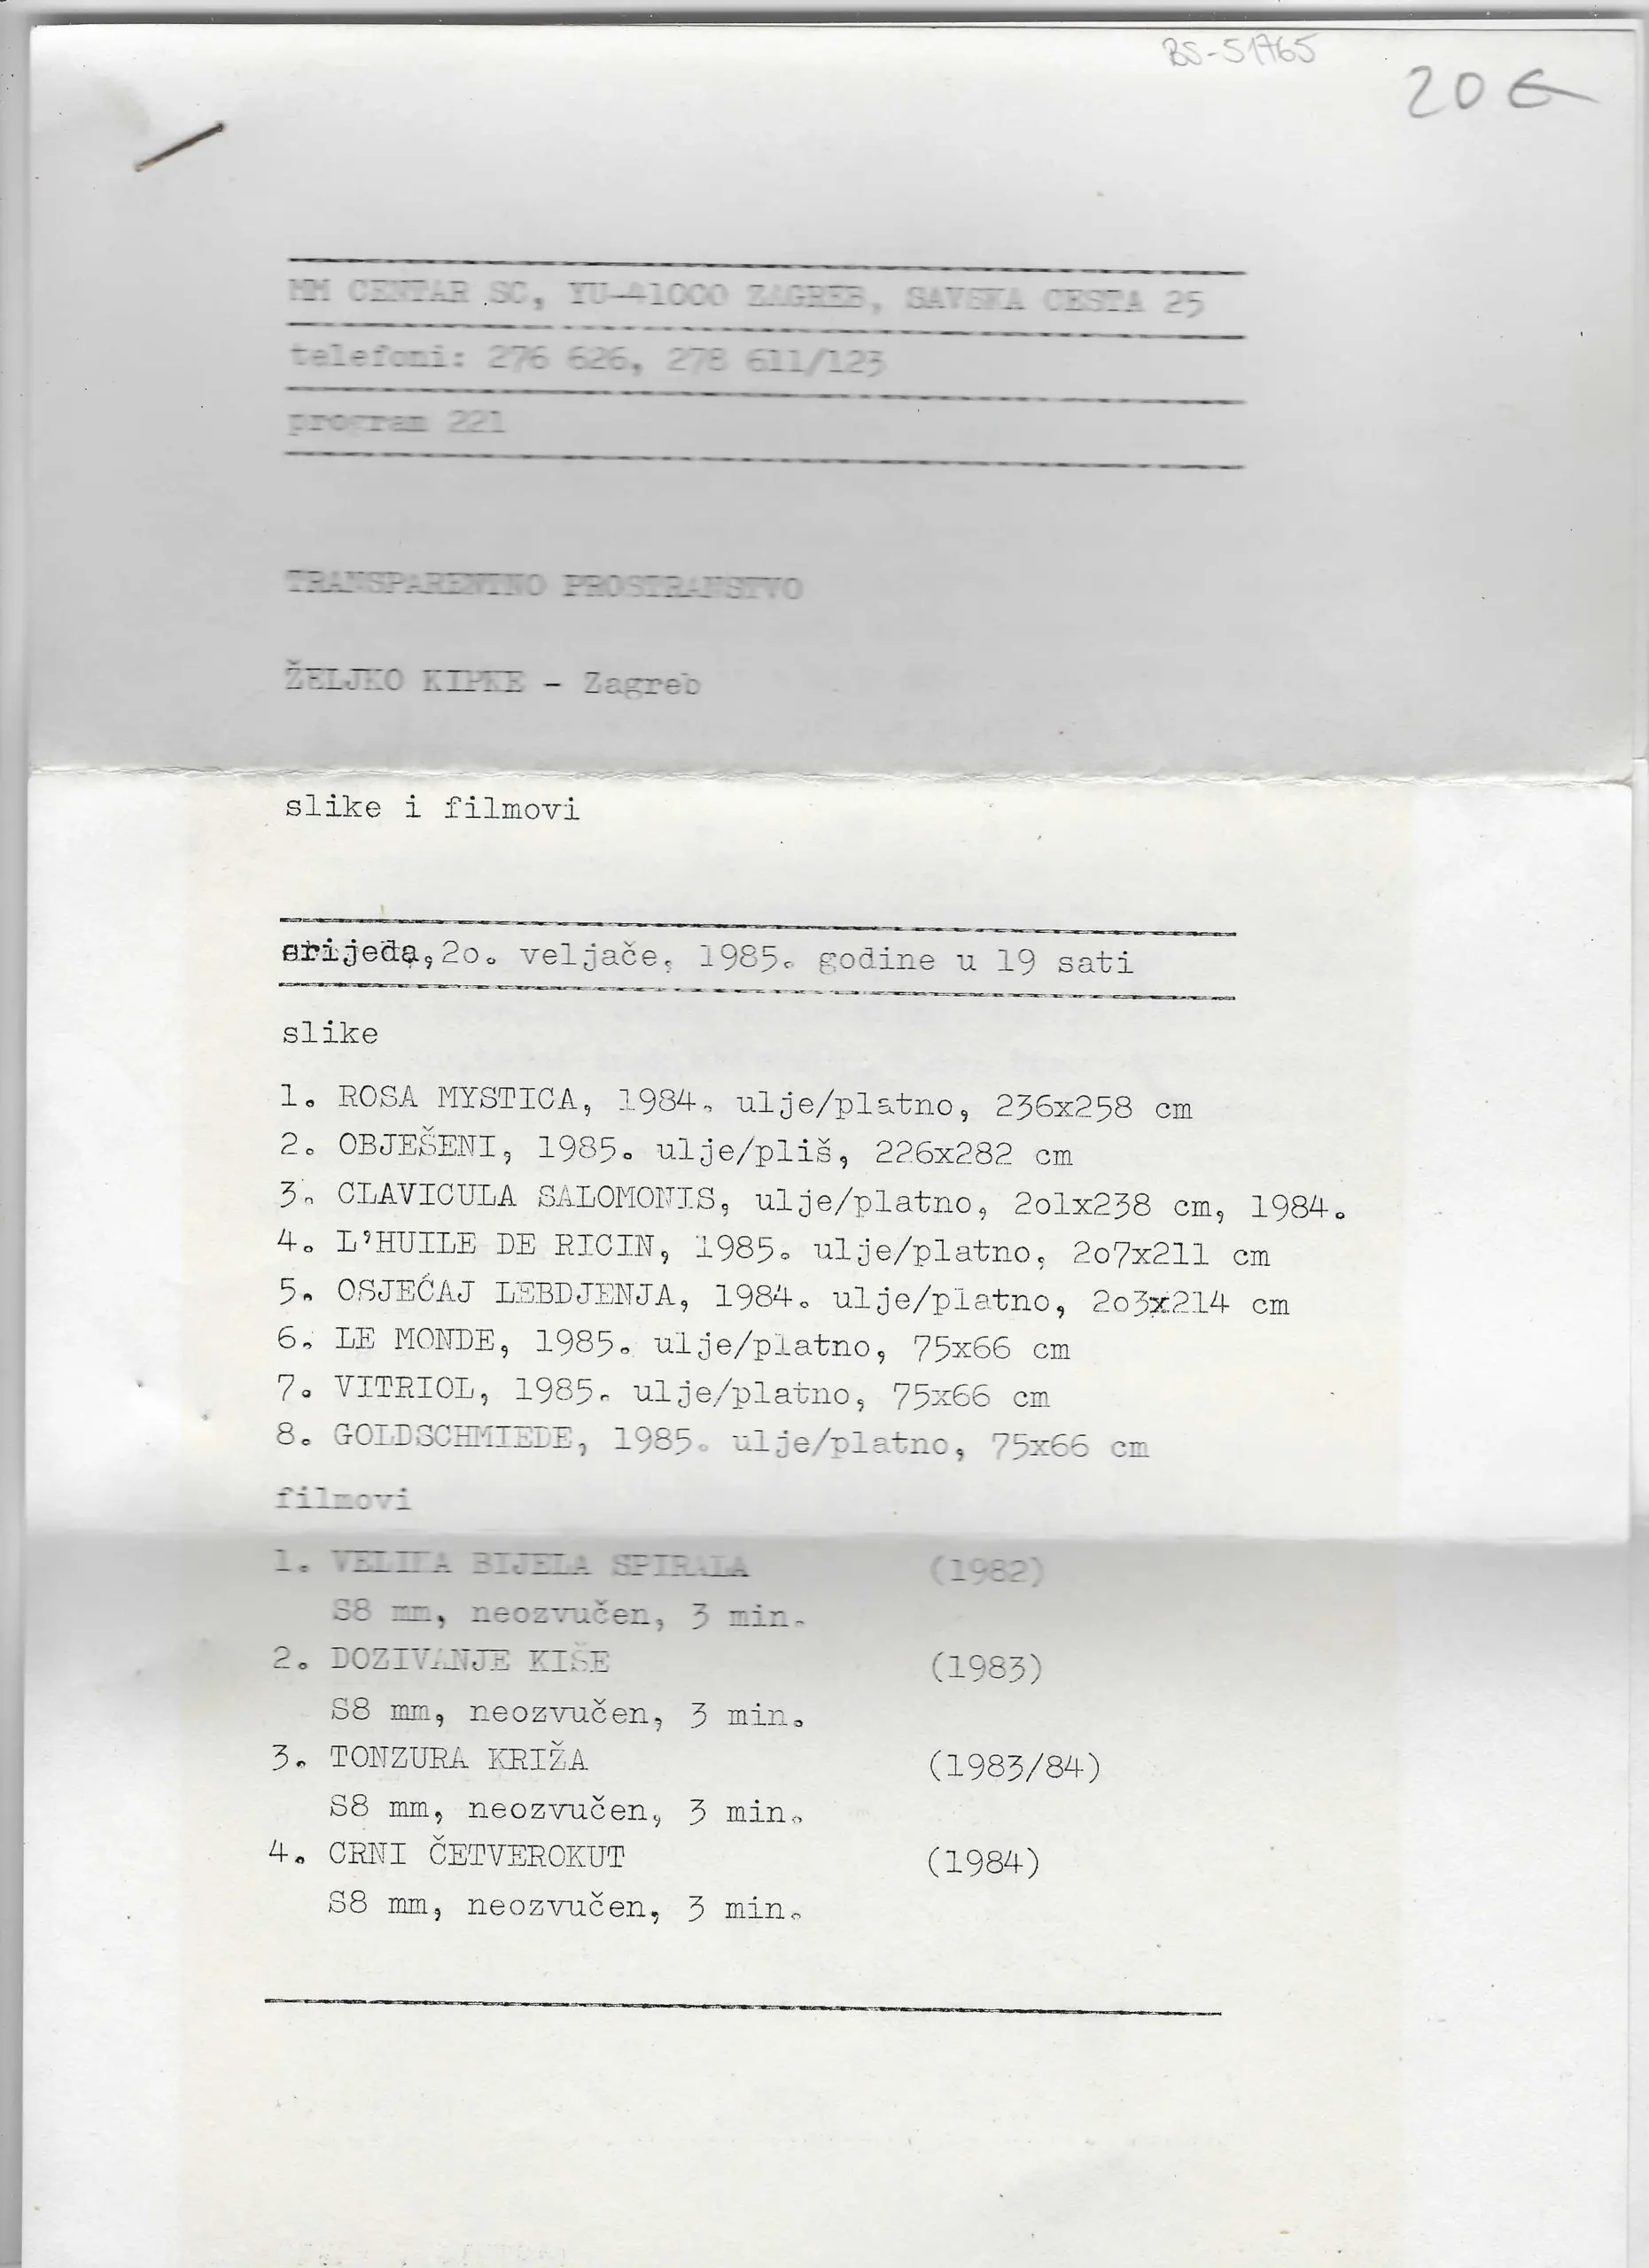 BS-51765
20 €
MM CENTAR SC, YU-41000 ZAGREB, SAVSKA CESTA 25
telefoni: 276 626, 278 611/123
program 221
TRANSPARENTNO PROSTRANSTVO
ŽELJKO KIPKE - Zagreb
slike i filmovi
srijeda, 2o. veljače, 1985. godine u 19 sati
slike
1. ROSA MYSTICA, 1984. ulje/platno, 236x258 cm
2. OBJEŠENI, 1985. ulje/pliš, 226x282 cm
3. CLAVICULA SALOMONIS, ulje/platno, 2o1x238 cm, 1984.
4. L'HUILE DE RICIN, 1985. ulje/platno, 2o7x211 cm
5. OSJEĆAJ LEBDJENJA, 1984. ulje/platno, 2o3x214 cm
6. LE MONDE, 1985. ulje/platno, 75x66 cm
7. VITRIOL, 1985. ulje/platno, 75x66 cm
8. GOLDSCHMIEDE, 1985. ulje/platno, 75x66 cm
filmovi
1. VELIKA BIJELA SPIRALA (1982)
S8 mm, neozvučen, 3 min.
2. DOZIVANJE KIŠE (1983)
S8 mm, neozvučen, 3 min.
3. TONZURA KRIŽA (1983/84)
S8 mm, neozvučen, 3 min.
4. CRNI ČETVEROKUT (1984)
S8 mm, neozvučen, 3 min.